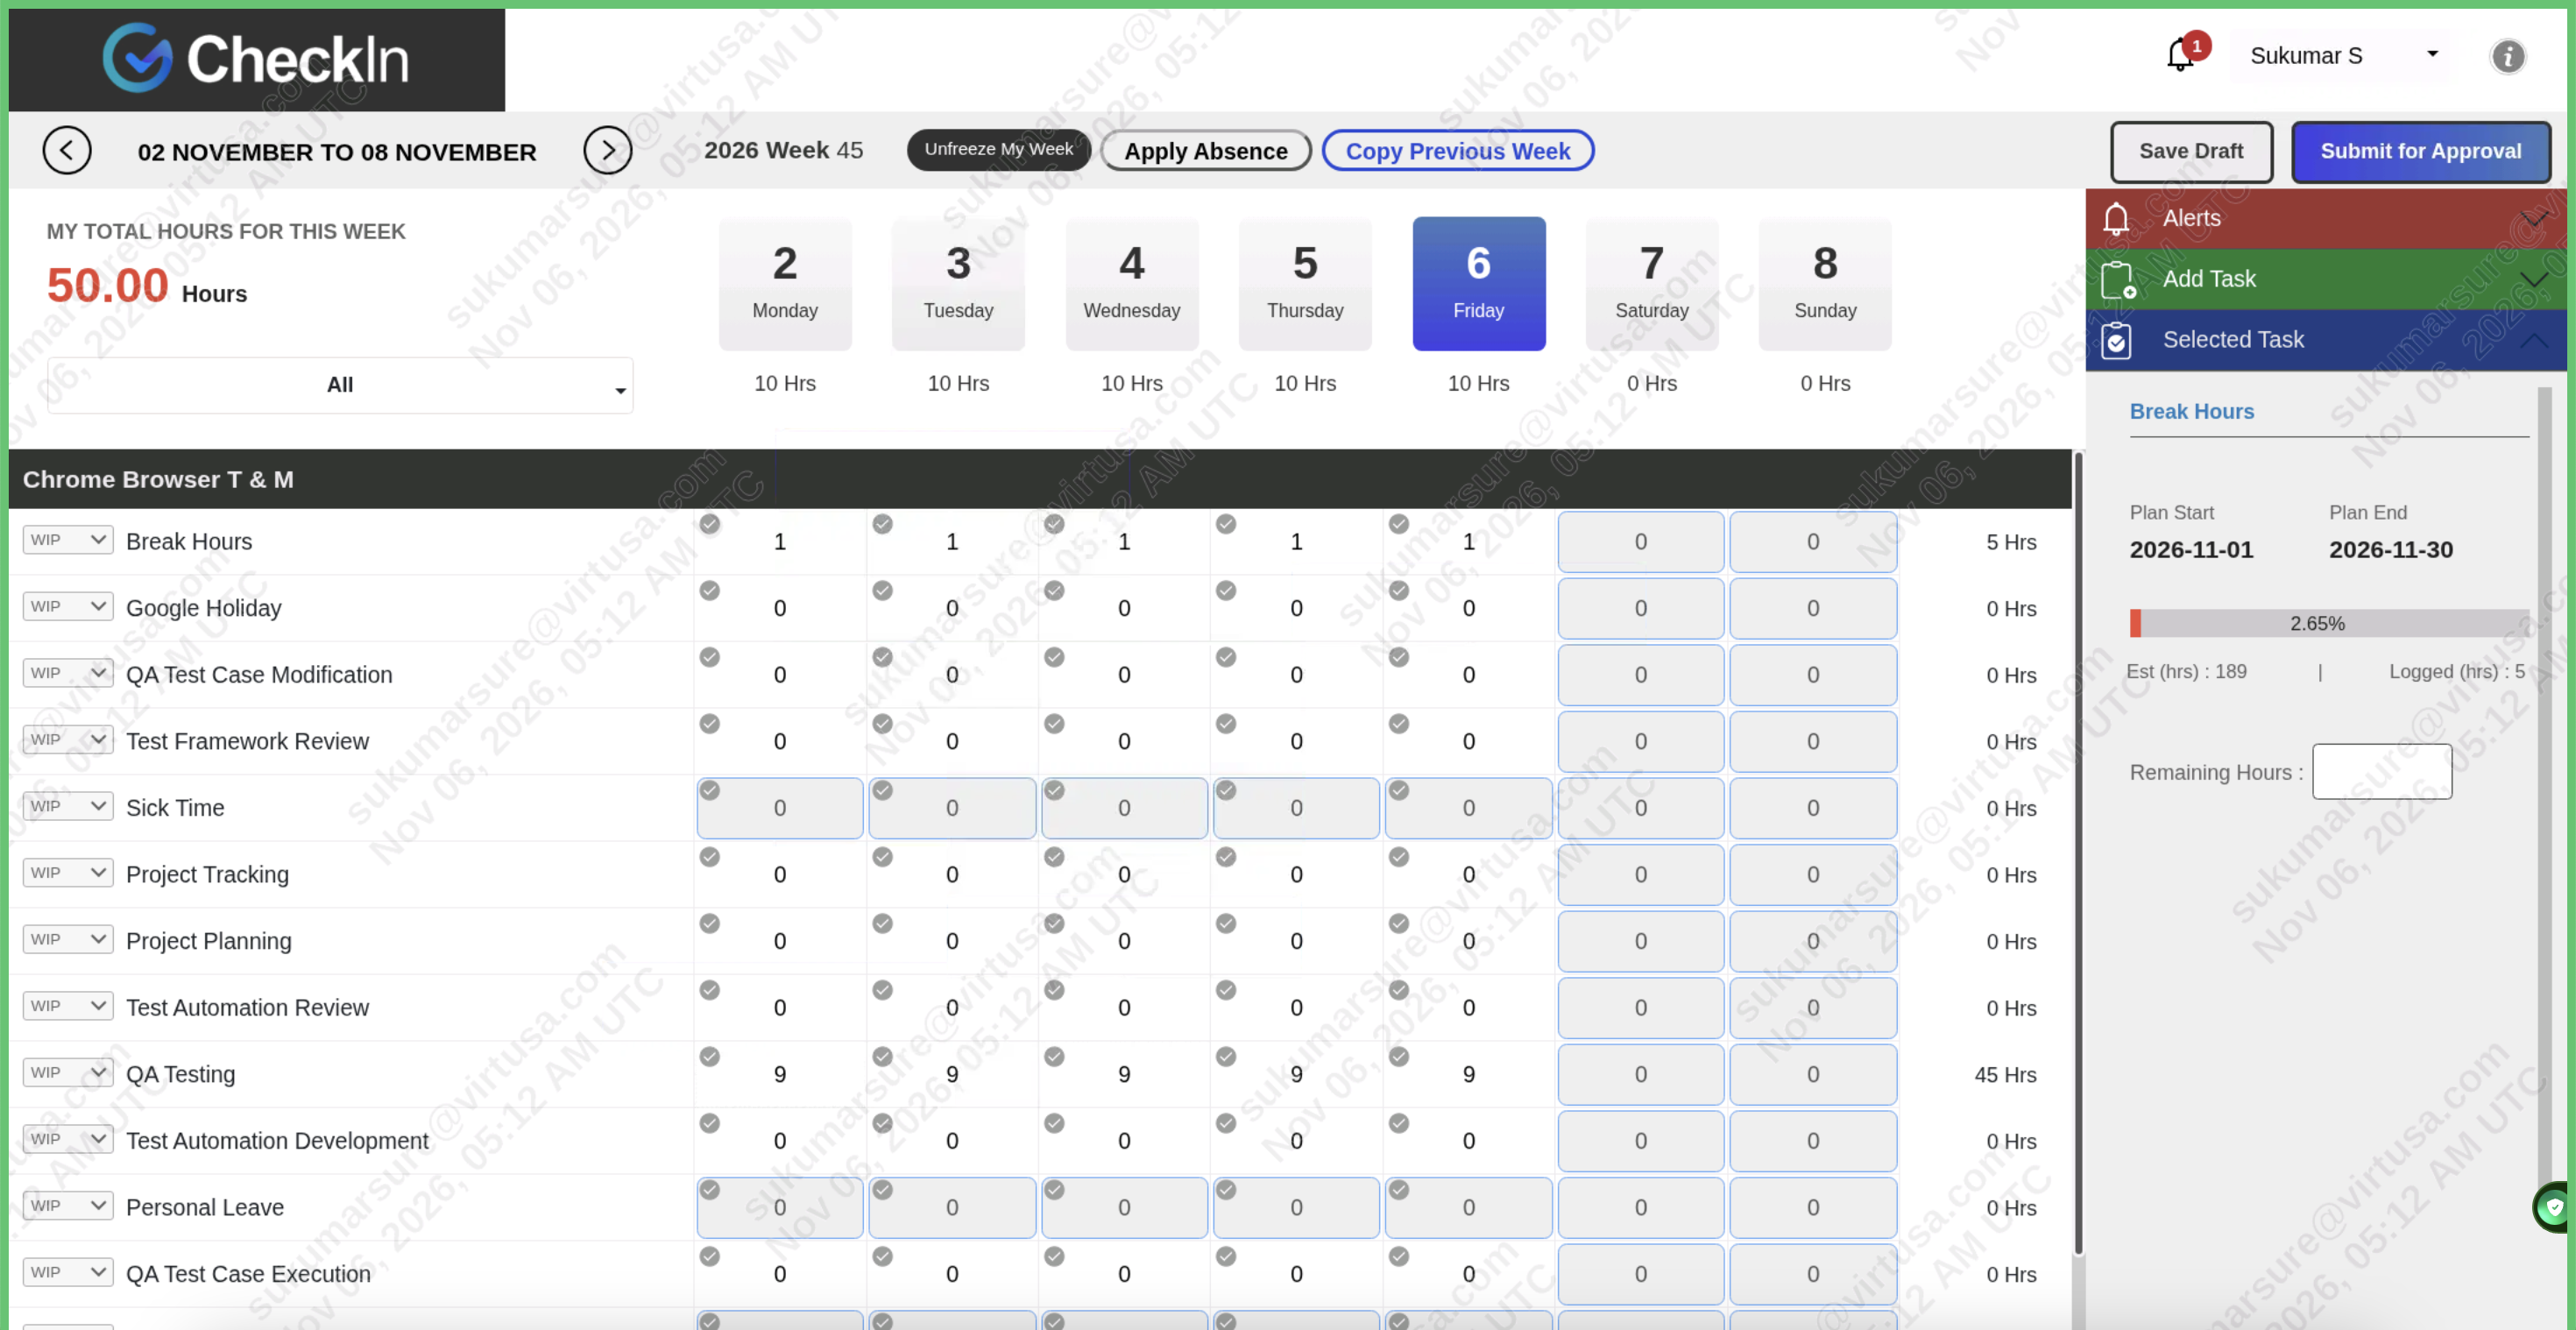 CheckIn
1
Sukumar S
02 NOVEMBER TO 08 NOVEMBER
2026 Week 45
Unfreeze My Week
Apply Absence
Copy Previous Week
Save Draft
Submit for Approval
MY TOTAL HOURS FOR THIS WEEK
50.00 Hours
All
2 3 4 5 6 7 8
Monday Tuesday Wednesday Thursday Friday Saturday Sunday
10 Hrs 10 Hrs 10 Hrs 10 Hrs 10 Hrs 0 Hrs 0 Hrs
Chrome Browser T & M
WIP Break Hours 1 1 1 1 1 0 0 5 Hrs
WIP Google Holiday 0 0 0 0 0 0 0 0 Hrs
WIP QA Test Case Modification 0 0 0 0 0 0 0 0 Hrs
WIP Test Framework Review 0 0 0 0 0 0 0 0 Hrs
WIP Sick Time 0 0 0 0 0 0 0 0 Hrs
WIP Project Tracking 0 0 0 0 0 0 0 0 Hrs
WIP Project Planning 0 0 0 0 0 0 0 0 Hrs
WIP Test Automation Review 0 0 0 0 0 0 0 0 Hrs
WIP QA Testing 9 9 9 9 9 0 0 45 Hrs
WIP Test Automation Development 0 0 0 0 0 0 0 0 Hrs
WIP Personal Leave 0 0 0 0 0 0 0 0 Hrs
WIP QA Test Case Execution 0 0 0 0 0 0 0 0 Hrs
Alerts
Add Task
Selected Task
Break Hours
Plan Start Plan End
2026-11-01 2026-11-30
2.65%
Est (hrs) : 189 | Logged (hrs) : 5
Remaining Hours :
sukumarsure@virtusa.com
Nov 06, 2026, 05:12 AM UTC